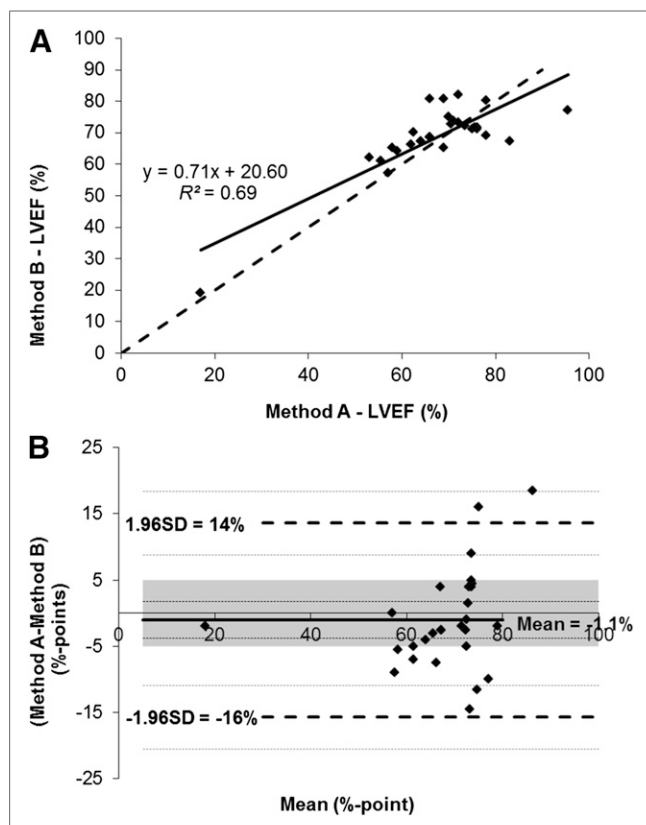 A
100
90
80
70
60
50
40
30
20
10
0
y = 0.71x + 20.60
R² = 0.69
Method B - LVEF (%)
0 20 40 60 80 100
Method A - LVEF (%)
B
25
15
5
-5
-15
-25
1.96SD = 14%
Mean = -1.1%
-1.96SD = -16%
0 20 40 60 80 100
(Method A-Method B)
(%-points)
Mean (%-point)